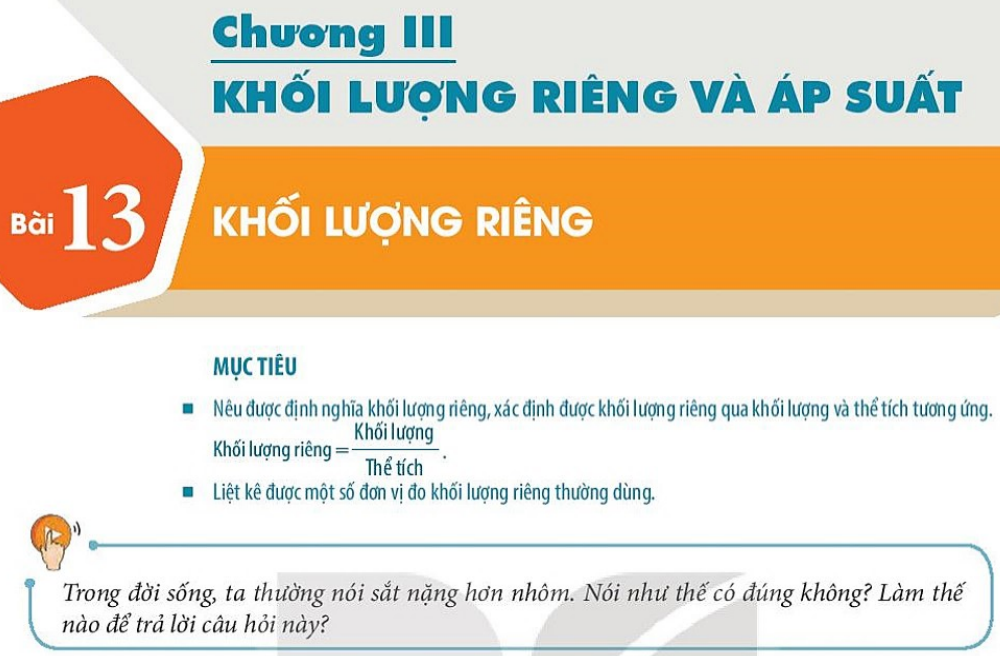 Chương III
KHỐI LƯỢNG RIÊNG VÀ ÁP SUẤT
Bài 13
KHỐI LƯỢNG RIÊNG
MỤC TIÊU
Nêu được định nghĩa khối lượng riêng, xác định được khối lượng riêng qua khối lượng và thể tích tương ứng.
Khối lượng riêng = Khối lượng / Thể tích .
Liệt kê được một số đơn vị đo khối lượng riêng thường dùng.
Trong đời sống, ta thường nói sắt nặng hơn nhôm. Nói như thế có đúng không? Làm thế
nào để trả lời câu hỏi này?